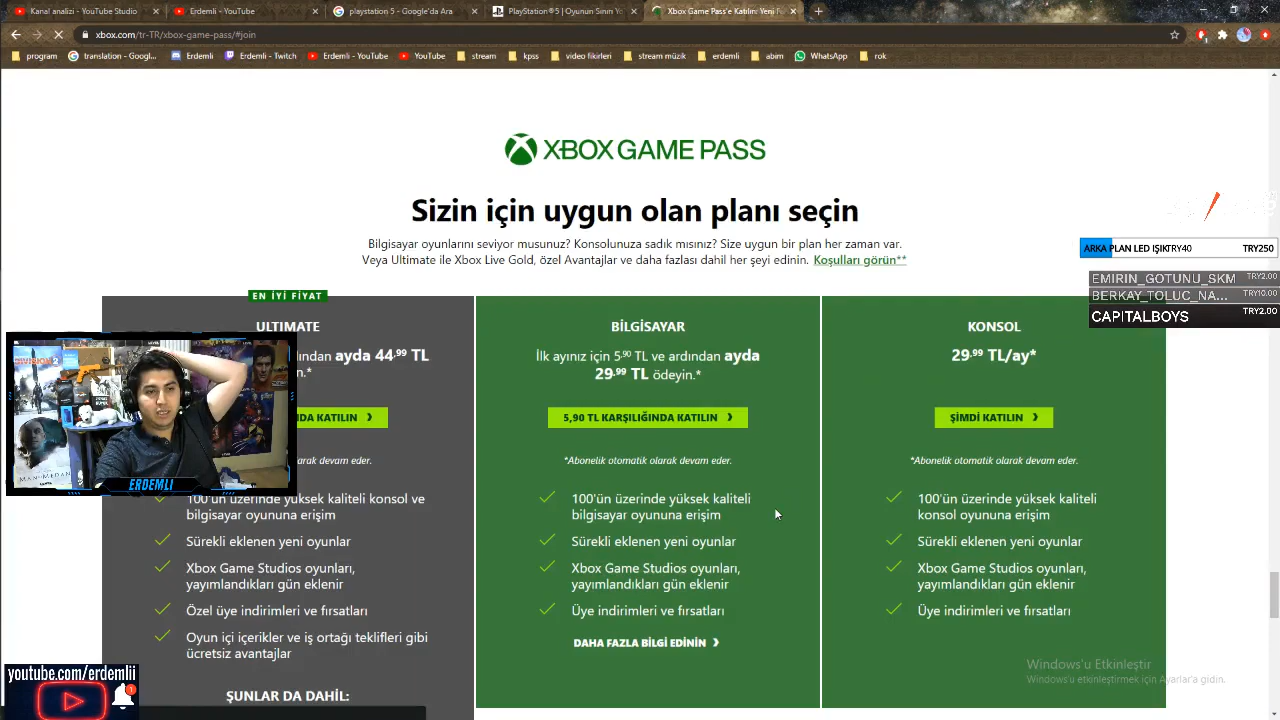 Kanal analizi - YouTube Studio
Erdemli - YouTube
playstation 5 - Google'da Ara
PlayStation®5 | Oyunun Sınırı Yo
Xbox Game Pass'e Katılın: Yeni F
xbox.com/tr-TR/xbox-game-pass/#join
program
translation - Googl...
Erdemli
Erdemli - Twitch
Erdemli - YouTube
YouTube
stream
kpss
video fikirleri
stream müzik
erdemli
abim
WhatsApp
rok
XBOX GAME PASS
Sizin için uygun olan planı seçin
Bilgisayar oyunlarını seviyor musunuz? Konsolunuza sadık mısınız? Size uygun bir plan her zaman var.
Veya Ultimate ile Xbox Live Gold, özel Avantajlar ve daha fazlası dahil her şeyi edinin. Koşulları görün**
ARKA PLAN LED IŞIK TRY40 TRY250
EMIRIN_GOTUNU_SKM TRY2.00
BERKAY_TOLUC_NA... TRY10.00
CAPITALBOYS TRY2.00
EN İYİ FİYAT
ULTIMATE
ından ayda 44,99 TL
n.*
DA KATILIN
arak devam eder.
100'ün üzerinde yüksek kaliteli konsol ve
bilgisayar oyununa erişim
Sürekli eklenen yeni oyunlar
Xbox Game Studios oyunları,
yayımlandıkları gün eklenir
Özel üye indirimleri ve fırsatları
Oyun içi içerikler ve iş ortağı teklifleri gibi
ücretsiz avantajlar
ŞUNLAR DA DAHİL:
BİLGİSAYAR
İlk ayınız için 5,90 TL ve ardından ayda
29,99 TL ödeyin.*
5,90 TL KARŞILIĞINDA KATILIN
*Abonelik otomatik olarak devam eder.
100'ün üzerinde yüksek kaliteli
bilgisayar oyununa erişim
Sürekli eklenen yeni oyunlar
Xbox Game Studios oyunları,
yayımlandıkları gün eklenir
Üye indirimleri ve fırsatları
DAHA FAZLA BİLGİ EDİNİN
KONSOL
29,99 TL/ay*
ŞİMDİ KATILIN
*Abonelik otomatik olarak devam eder.
100'ün üzerinde yüksek kaliteli
konsol oyununa erişim
Sürekli eklenen yeni oyunlar
Xbox Game Studios oyunları,
yayımlandıkları gün eklenir
Üye indirimleri ve fırsatları
ERDEMLI
youtube.com/erdemlii
Windows'u Etkinleştir
Windows'u etkinleştirmek için Ayarlar'a gidin.